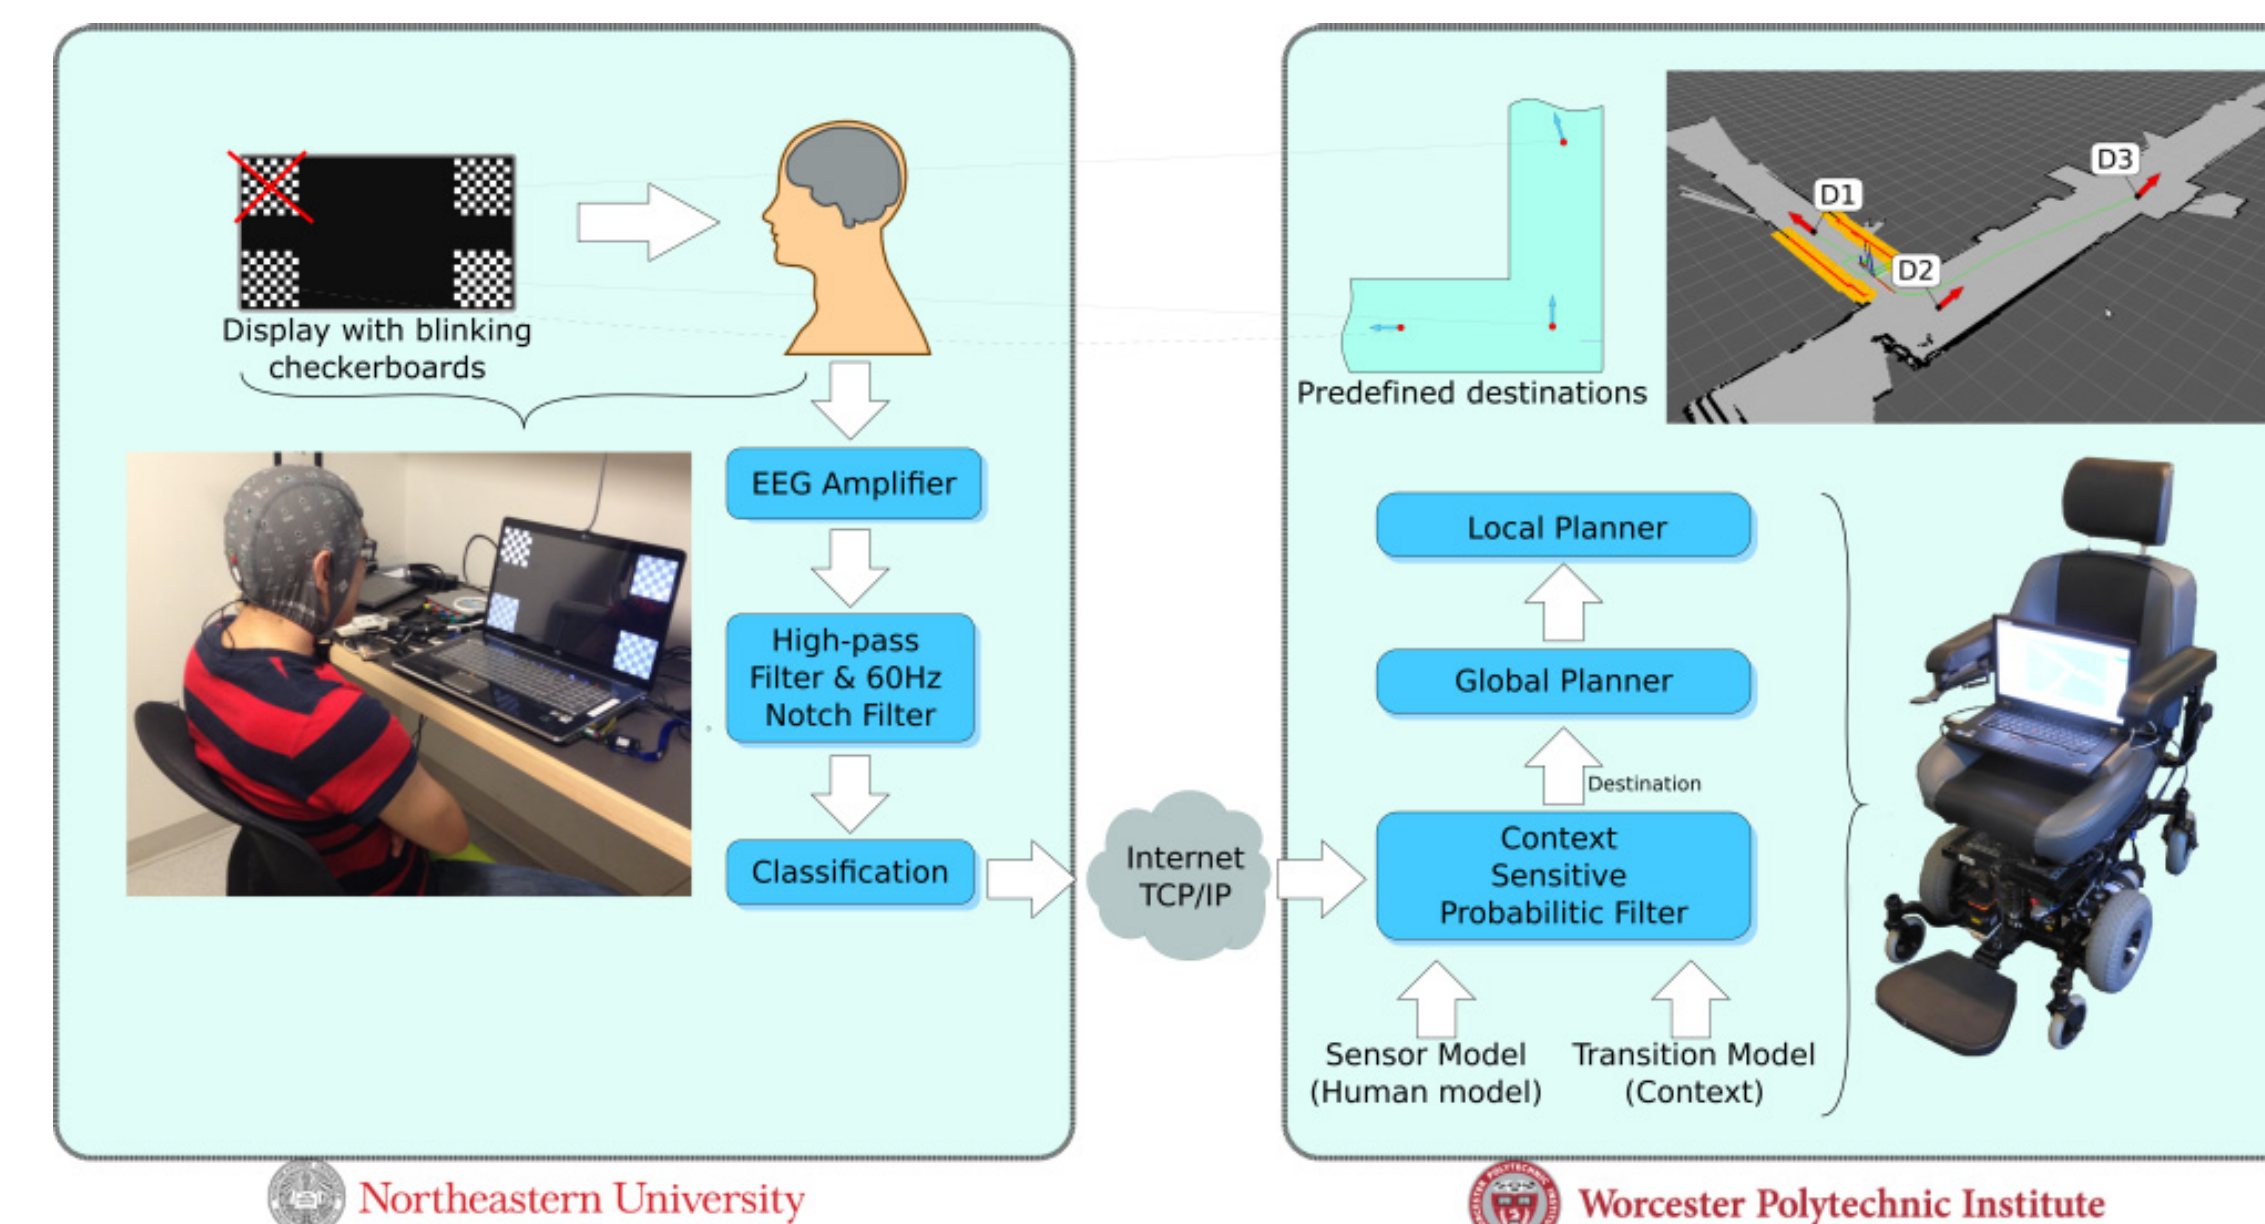 Display with blinking
checkerboards
EEG Amplifier
High-pass
Filter & 60Hz
Notch Filter
Classification
Internet
TCP/IP
Predefined destinations
D1
D2
D3
Local Planner
Global Planner
Destination
Context
Sensitive
Probabilitic Filter
Sensor Model
(Human model)
Transition Model
(Context)
Northeastern University
Worcester Polytechnic Institute